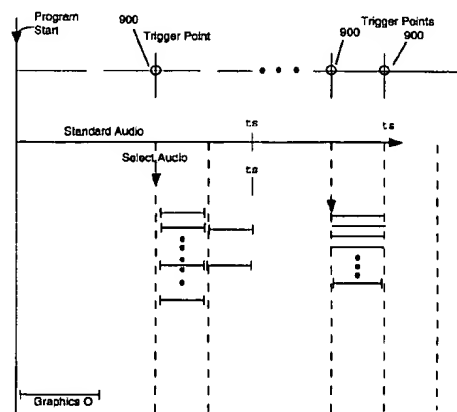 Program
Start
900
Trigger Point
Trigger Points
900
900
Standard Audio
ts
ts
Select Audio
ts
Graphics O